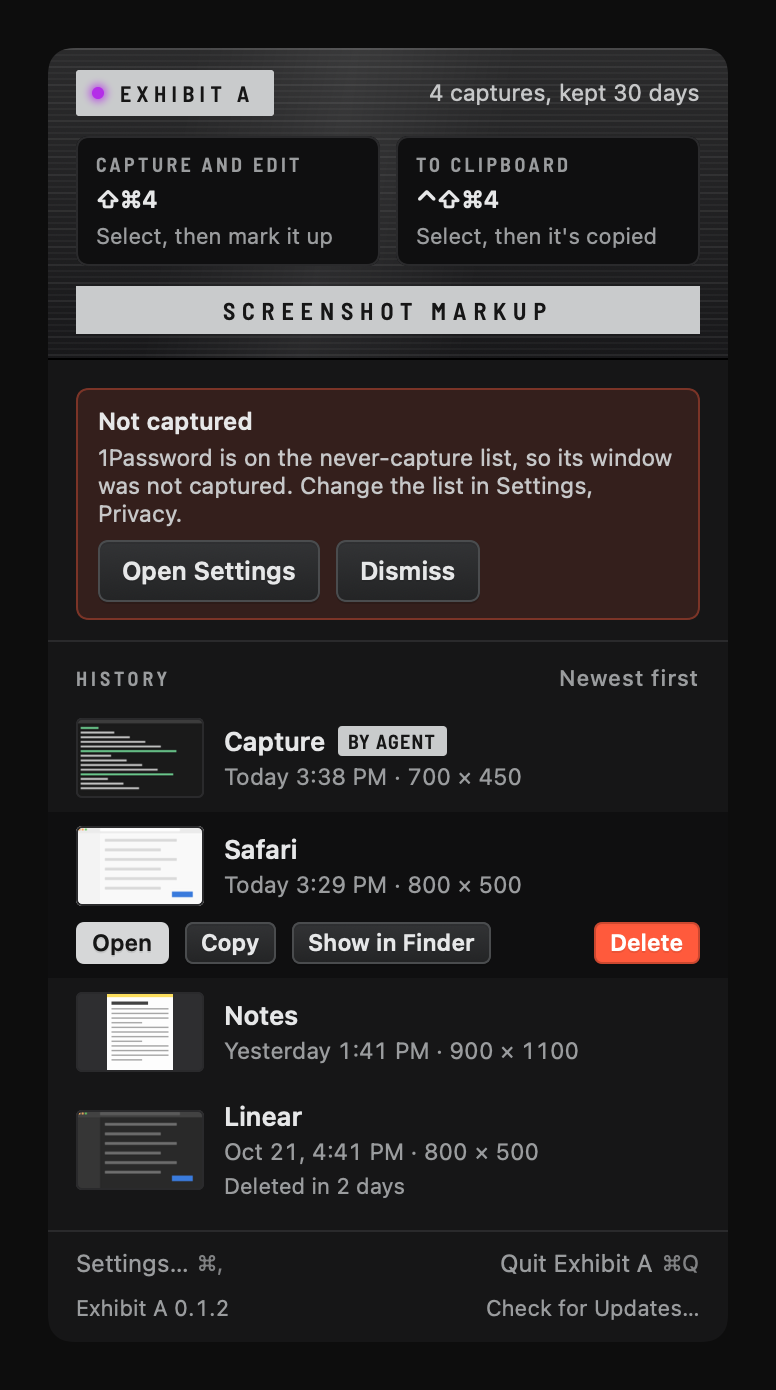 EXHIBIT A
4 captures, kept 30 days
CAPTURE AND EDIT
⇧⌘4
Select, then mark it up
TO CLIPBOARD
⌃⇧⌘4
Select, then it's copied
SCREENSHOT MARKUP
Not captured
1Password is on the never-capture list, so its window
was not captured. Change the list in Settings,
Privacy.
Open Settings
Dismiss
HISTORY
Newest first
Capture BY AGENT
Today 3:38 PM · 700 × 450
Safari
Today 3:29 PM · 800 × 500
Open
Copy
Show in Finder
Delete
Notes
Yesterday 1:41 PM · 900 × 1100
Linear
Oct 21, 4:41 PM · 800 × 500
Deleted in 2 days
Settings... ⌘,
Quit Exhibit A ⌘Q
Exhibit A 0.1.2
Check for Updates...